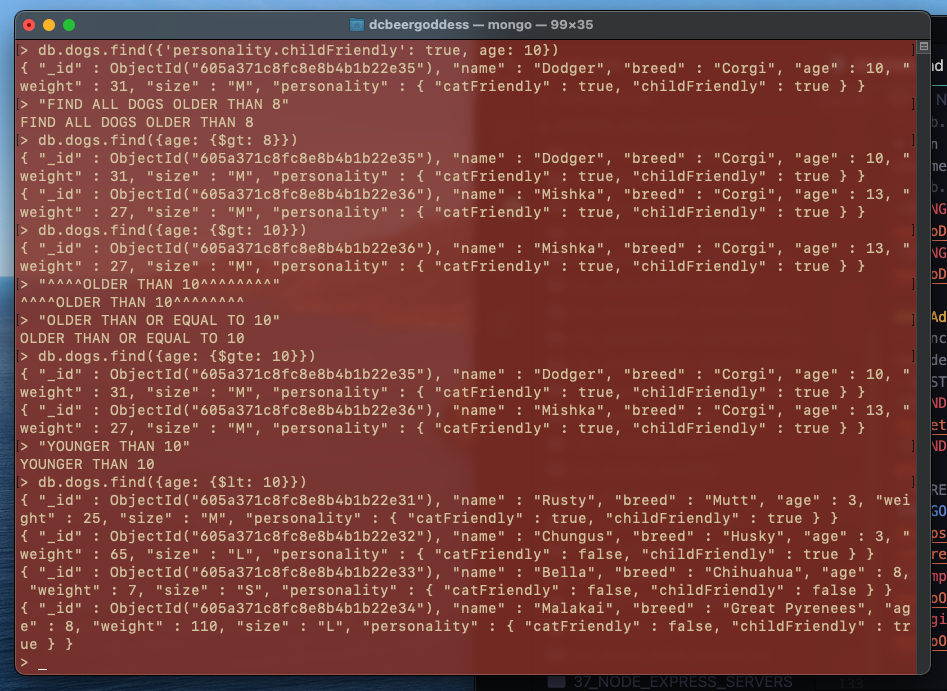 dcbeergoddess — mongo — 99×35
> db.dogs.find({'personality.childFriendly': true, age: 10})
{ "_id" : ObjectId("605a371c8fc8e8b4b1b22e35"), "name" : "Dodger", "breed" : "Corgi", "age" : 10, "
weight" : 31, "size" : "M", "personality" : { "catFriendly" : true, "childFriendly" : true } }
> "FIND ALL DOGS OLDER THAN 8"
FIND ALL DOGS OLDER THAN 8
> db.dogs.find({age: {$gt: 8}})
{ "_id" : ObjectId("605a371c8fc8e8b4b1b22e35"), "name" : "Dodger", "breed" : "Corgi", "age" : 10, "
weight" : 31, "size" : "M", "personality" : { "catFriendly" : true, "childFriendly" : true } }
{ "_id" : ObjectId("605a371c8fc8e8b4b1b22e36"), "name" : "Mishka", "breed" : "Corgi", "age" : 13, "
weight" : 27, "size" : "M", "personality" : { "catFriendly" : true, "childFriendly" : true } }
> db.dogs.find({age: {$gt: 10}})
{ "_id" : ObjectId("605a371c8fc8e8b4b1b22e36"), "name" : "Mishka", "breed" : "Corgi", "age" : 13, "
weight" : 27, "size" : "M", "personality" : { "catFriendly" : true, "childFriendly" : true } }
> "^^^^OLDER THAN 10^^^^^^^^"
^^^^OLDER THAN 10^^^^^^^^
> "OLDER THAN OR EQUAL TO 10"
OLDER THAN OR EQUAL TO 10
> db.dogs.find({age: {$gte: 10}})
{ "_id" : ObjectId("605a371c8fc8e8b4b1b22e35"), "name" : "Dodger", "breed" : "Corgi", "age" : 10, "
weight" : 31, "size" : "M", "personality" : { "catFriendly" : true, "childFriendly" : true } }
{ "_id" : ObjectId("605a371c8fc8e8b4b1b22e36"), "name" : "Mishka", "breed" : "Corgi", "age" : 13, "
weight" : 27, "size" : "M", "personality" : { "catFriendly" : true, "childFriendly" : true } }
> "YOUNGER THAN 10"
YOUNGER THAN 10
> db.dogs.find({age: {$lt: 10}})
{ "_id" : ObjectId("605a371c8fc8e8b4b1b22e31"), "name" : "Rusty", "breed" : "Mutt", "age" : 3, "wei
ght" : 25, "size" : "M", "personality" : { "catFriendly" : true, "childFriendly" : true } }
{ "_id" : ObjectId("605a371c8fc8e8b4b1b22e32"), "name" : "Chungus", "breed" : "Husky", "age" : 3, "
weight" : 65, "size" : "L", "personality" : { "catFriendly" : false, "childFriendly" : true } }
{ "_id" : ObjectId("605a371c8fc8e8b4b1b22e33"), "name" : "Bella", "breed" : "Chihuahua", "age" : 8,
"weight" : 7, "size" : "S", "personality" : { "catFriendly" : false, "childFriendly" : false } }
{ "_id" : ObjectId("605a371c8fc8e8b4b1b22e34"), "name" : "Malakai", "breed" : "Great Pyrenees", "ag
e" : 8, "weight" : 110, "size" : "L", "personality" : { "catFriendly" : false, "childFriendly" : tr
ue } }
> _
37_NODE_EXPRESS_SERVERS